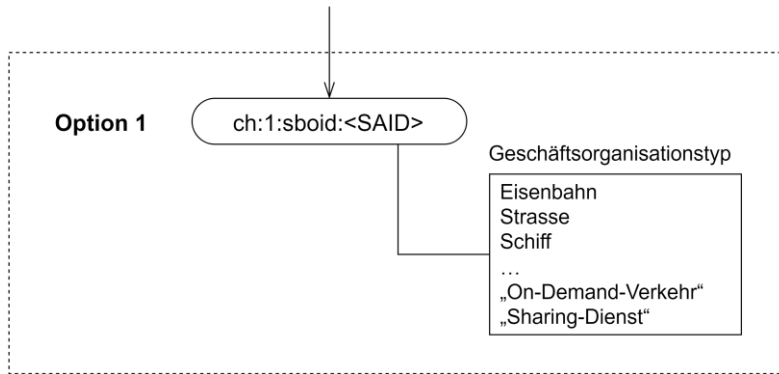 Option 1
ch:1:sboid:<SAID>
Geschäftsorganisationstyp
Eisenbahn
Strasse
Schiff
…
„On-Demand-Verkehr“
„Sharing-Dienst“